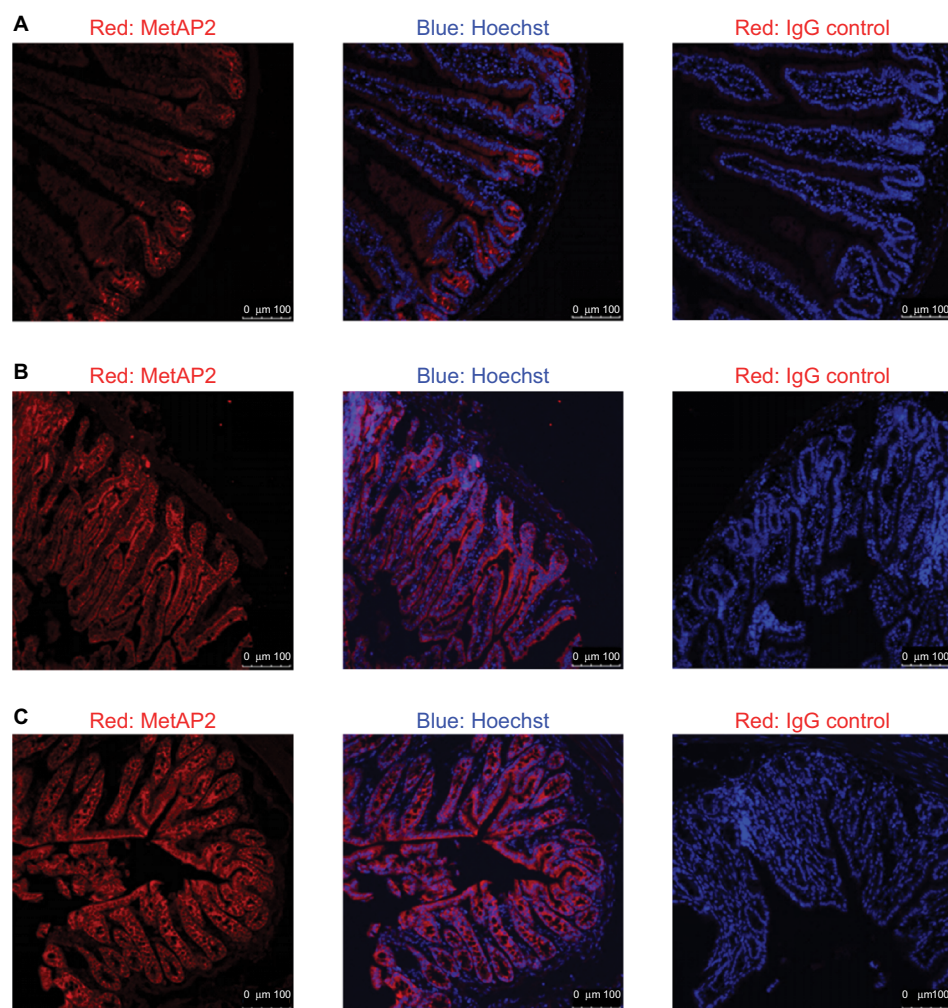 A
Red: MetAP2
Blue: Hoechst
Red: IgG control
0 μm 100
0 μm 100
0 μm 100
B
Red: MetAP2
Blue: Hoechst
Red: IgG control
0 μm 100
0 μm 100
0 μm 100
C
Red: MetAP2
Blue: Hoechst
Red: IgG control
0 μm 100
0 μm 100
0 μm100